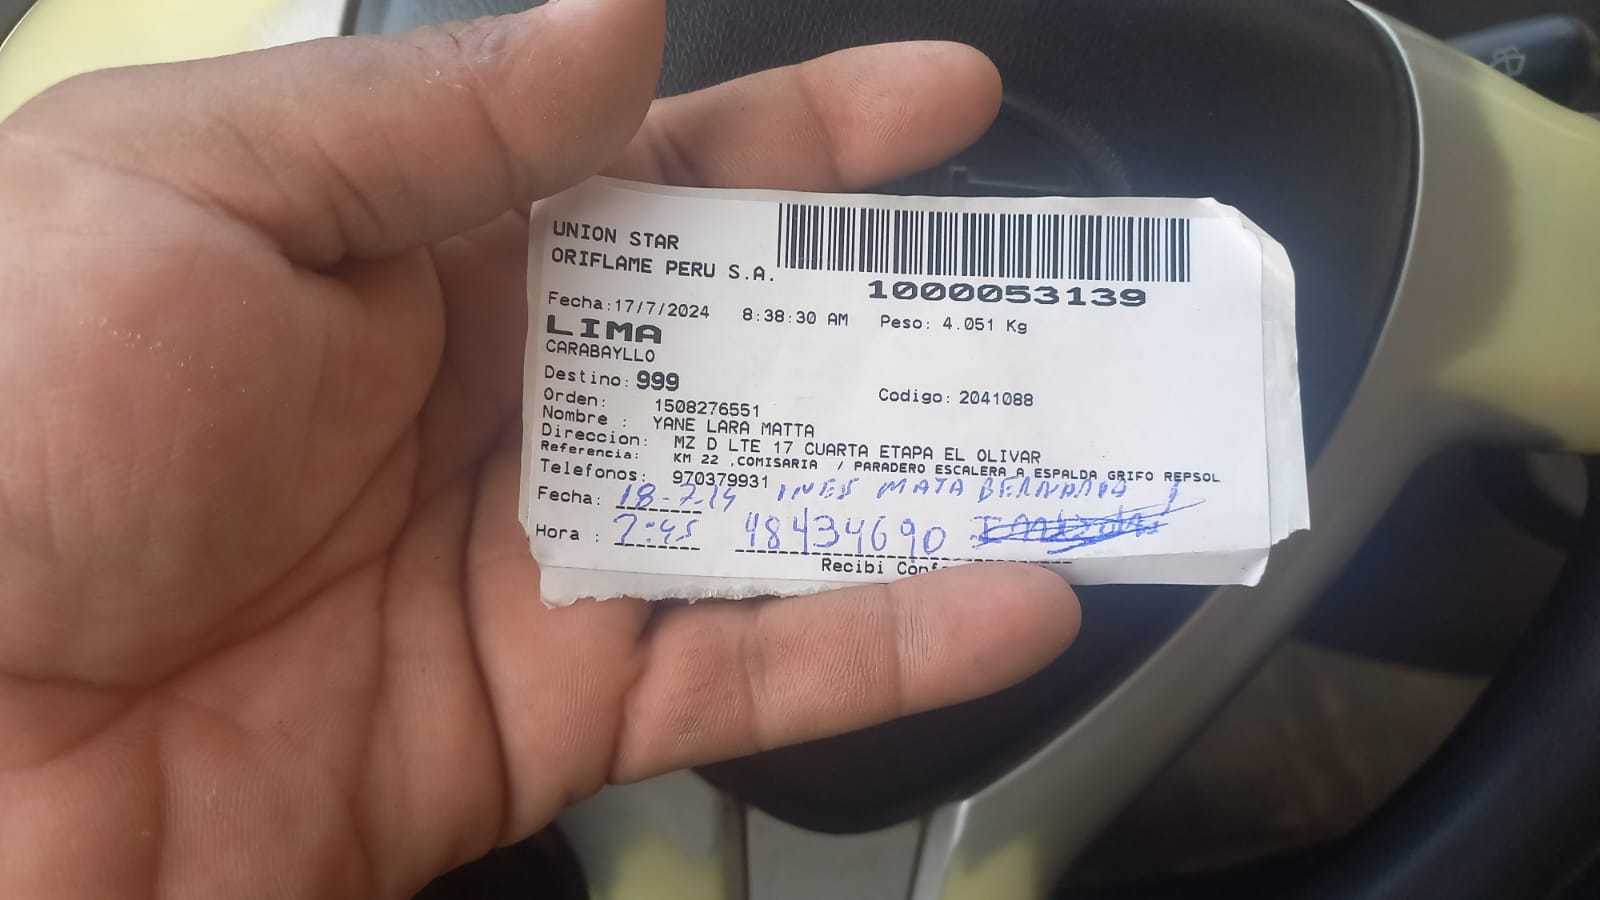 UNION STAR
ORIFLAME PERU S.A.
1000053139
Fecha:17/7/2024 8:38:30 AM Peso: 4.051 Kg
LIMA
CARABAYLLO
Destino: 999 Codigo: 2041088
Orden: 1508276551
Nombre : YANE LARA MATTA
Direccion: MZ D LTE 17 CUARTA ETAPA EL OLIVAR
Referencia: KM 22 ,COMISARIA / PARADERO ESCALERA A ESPALDA GRIFO REPSOL
Telefonos: 970379931
Fecha: 18-7-24 INES MATA BERNARDA
Hora : 2:45 48434690
Recibi Conf